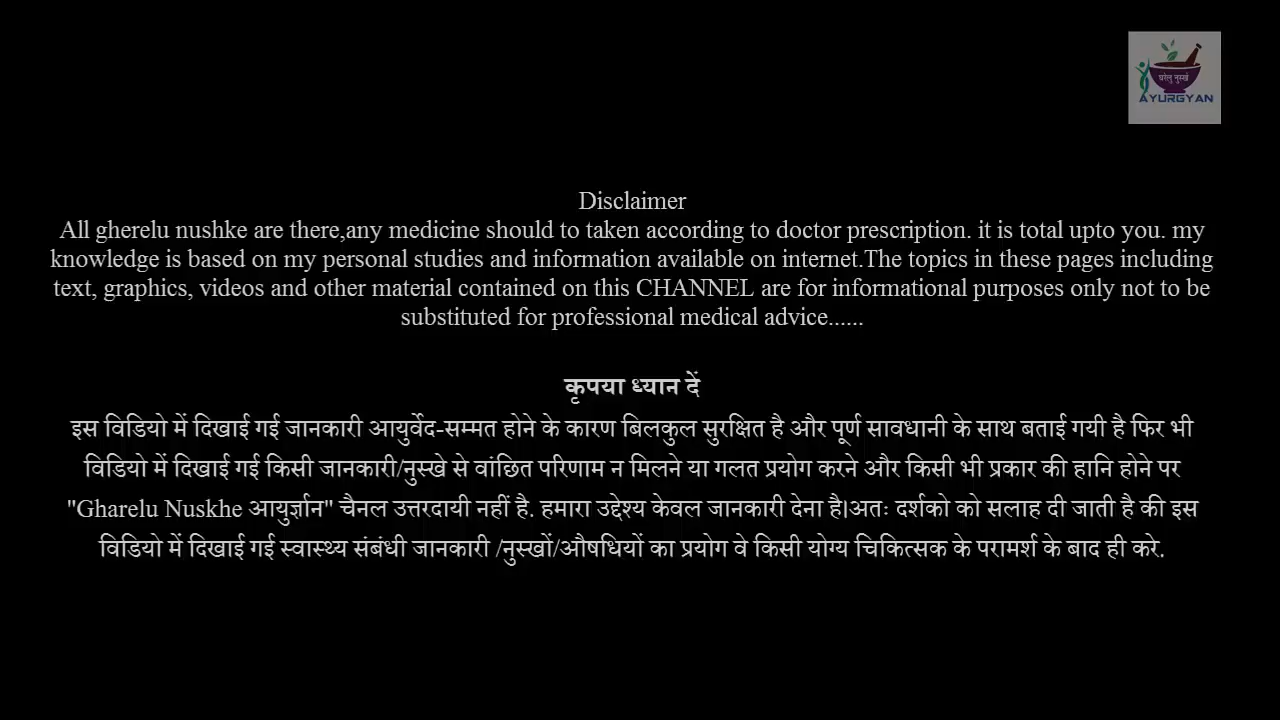 घरेलु नुस्खे
AYURGYAN
Disclaimer
All gherelu nushke are there,any medicine should to taken according to doctor prescription. it is total upto you. my
knowledge is based on my personal studies and information available on internet.The topics in these pages including
text, graphics, videos and other material contained on this CHANNEL are for informational purposes only not to be
substituted for professional medical advice......
कृपया ध्यान दें
इस विडियो में दिखाई गई जानकारी आयुर्वेद-सम्मत होने के कारण बिलकुल सुरक्षित है और पूर्ण सावधानी के साथ बताई गयी है फिर भी
विडियो में दिखाई गई किसी जानकारी/नुस्खे से वांछित परिणाम न मिलने या गलत प्रयोग करने और किसी भी प्रकार की हानि होने पर
"Gharelu Nuskhe आयुर्ज्ञान" चैनल उत्तरदायी नहीं है. हमारा उद्देश्य केवल जानकारी देना है।अतः दर्शको को सलाह दी जाती है की इस
विडियो में दिखाई गई स्वास्थ्य संबंधी जानकारी /नुस्खों/औषधियों का प्रयोग वे किसी योग्य चिकित्सक के परामर्श के बाद ही करे.